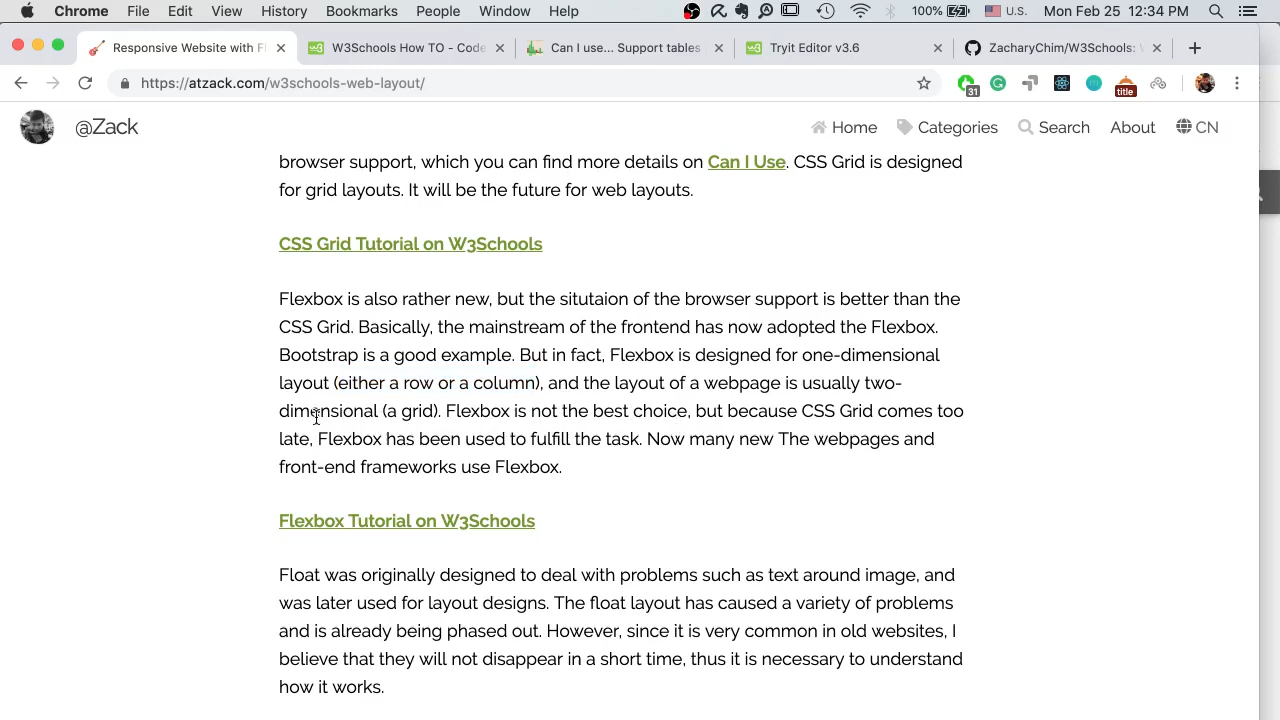 Chrome File Edit View History Bookmarks People Window Help 100% U.S. Mon Feb 25 12:34 PM
Responsive Website with Fl W3Schools How TO - Code Can I use... Support tables Tryit Editor v3.6 ZacharyChim/W3Schools:
https://atzack.com/w3schools-web-layout/ 31 title
@Zack Home Categories Search About CN
browser support, which you can find more details on Can I Use. CSS Grid is designed
for grid layouts. It will be the future for web layouts.
CSS Grid Tutorial on W3Schools
Flexbox is also rather new, but the situtaion of the browser support is better than the
CSS Grid. Basically, the mainstream of the frontend has now adopted the Flexbox.
Bootstrap is a good example. But in fact, Flexbox is designed for one-dimensional
layout (either a row or a column), and the layout of a webpage is usually two-
dimensional (a grid). Flexbox is not the best choice, but because CSS Grid comes too
late, Flexbox has been used to fulfill the task. Now many new The webpages and
front-end frameworks use Flexbox.
Flexbox Tutorial on W3Schools
Float was originally designed to deal with problems such as text around image, and
was later used for layout designs. The float layout has caused a variety of problems
and is already being phased out. However, since it is very common in old websites, I
believe that they will not disappear in a short time, thus it is necessary to understand
how it works.